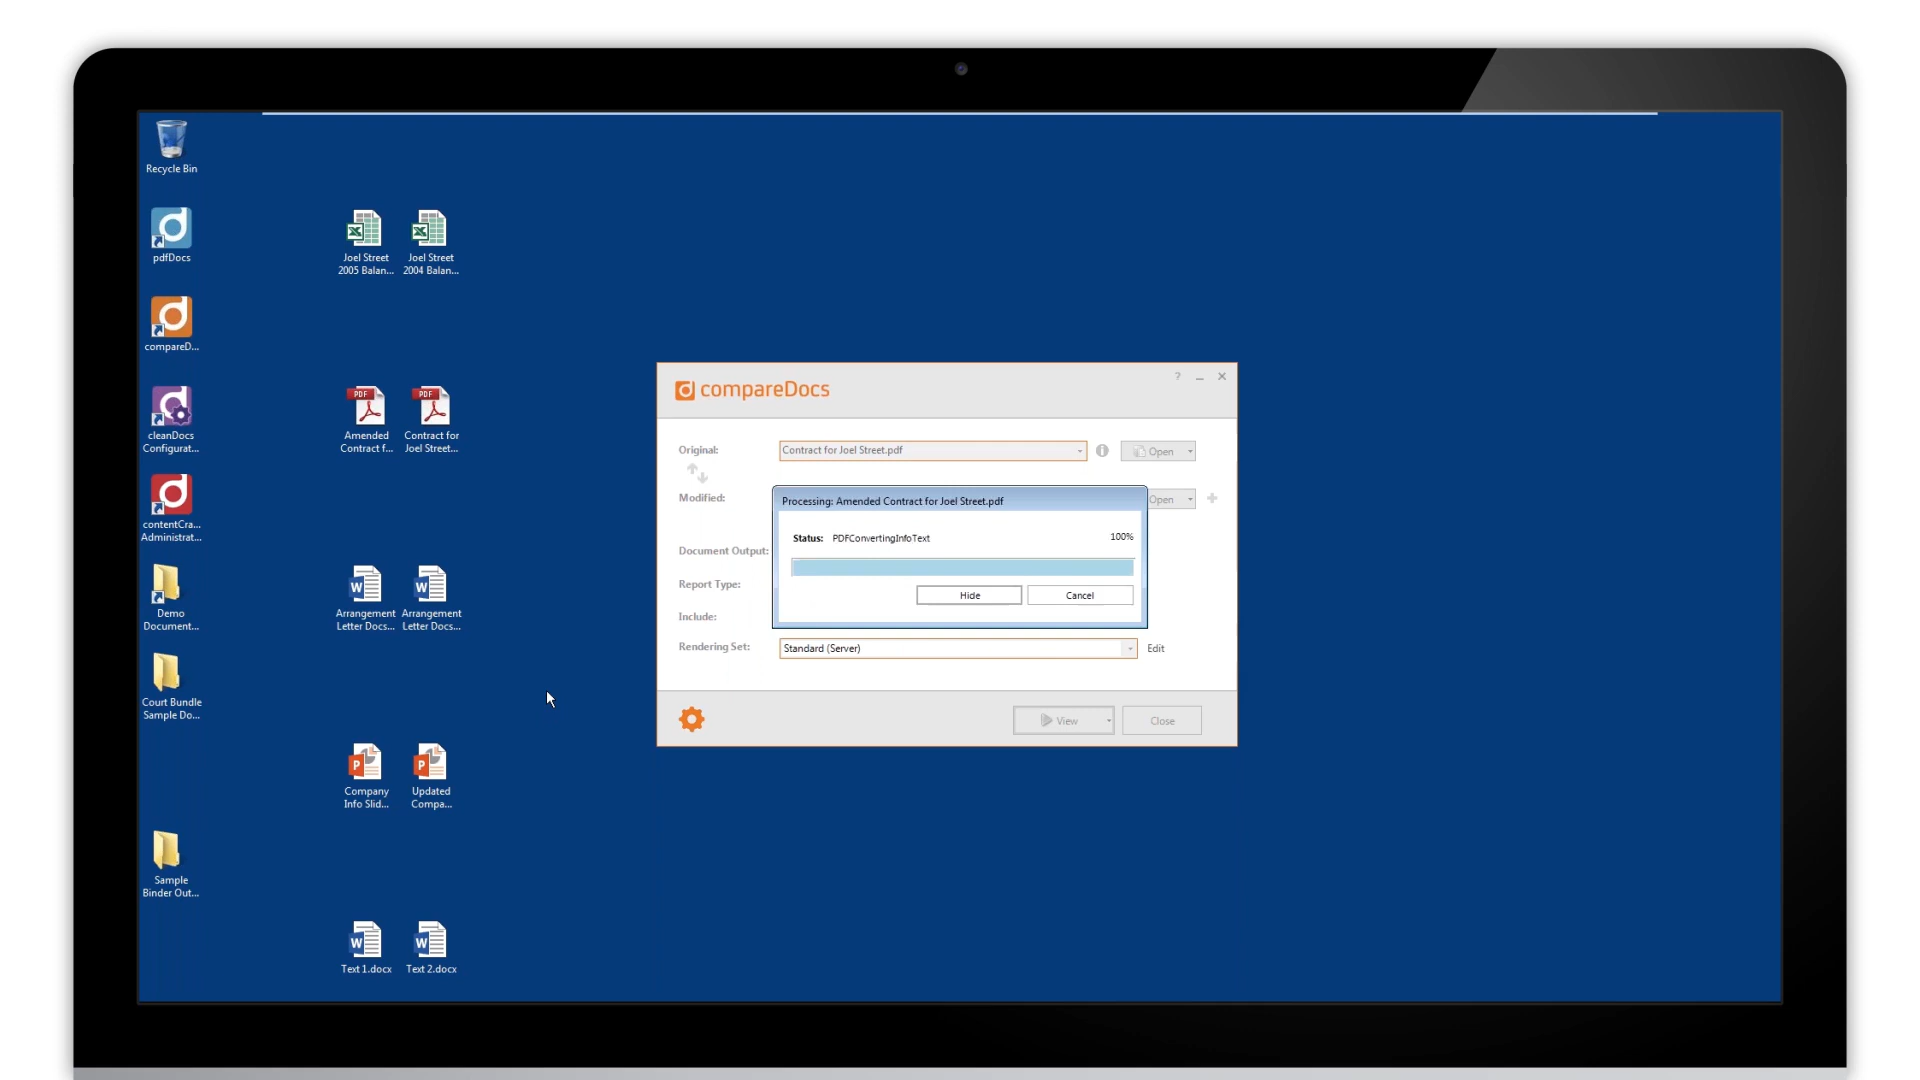 Recycle Bin
pdfDocs
compareD...
cleanDocs
Configurat...
contentCra...
Administrat...
Demo
Document...
Court Bundle
Sample Do...
Sample
Binder Out...
Joel Street
2005 Balan...
Joel Street
2004 Balan...
PDF
Amended
Contract f...
PDF
Contract for
Joel Street...
Arrangement
Letter Docs...
Arrangement
Letter Docs...
Company
Info Slid...
Updated
Compa...
Text 1.docx
Text 2.docx
compareDocs
Original:
Contract for Joel Street.pdf
Open
Modified:
Open
Processing: Amended Contract for Joel Street.pdf
Status: PDFConvertingInfoText
100%
Hide
Cancel
Document Output:
Report Type:
Include:
Rendering Set:
Standard (Server)
Edit
View
Close